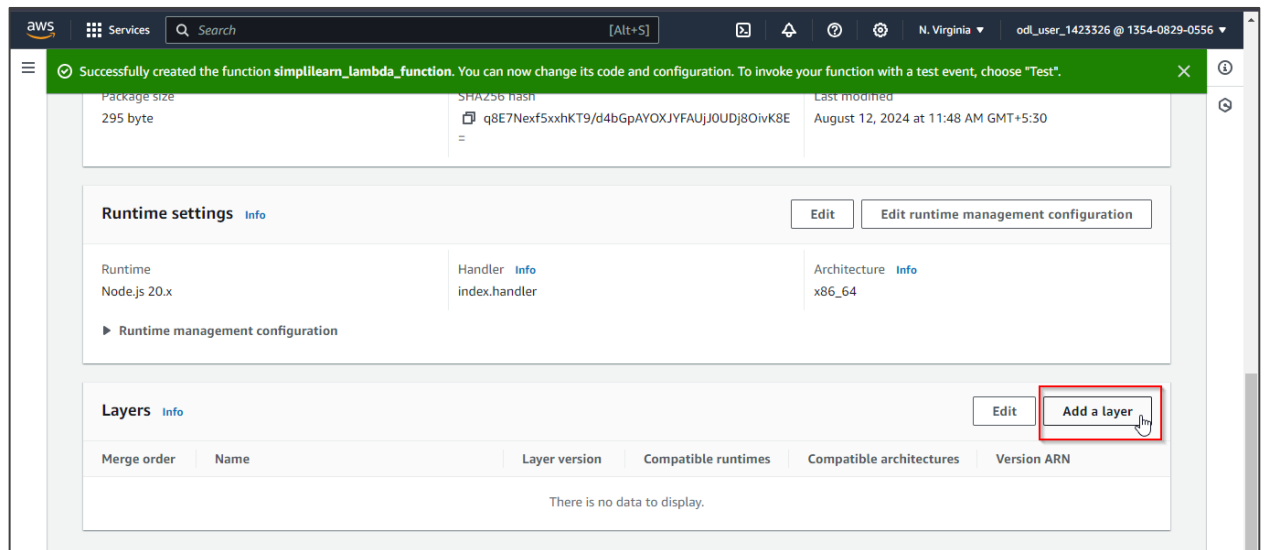 aws Services Search [Alt+S] N. Virginia odl_user_1423326 @ 1354-0829-0556
Successfully created the function simplilearn_lambda_function. You can now change its code and configuration. To invoke your function with a test event, choose "Test".
Package size SHA256 hash Last modified
295 byte q8E7Nexf5xxhKT9/d4bGpAYOXJYFAUjJ0UDj8OivK8E August 12, 2024 at 11:48 AM GMT+5:30
=
Runtime settings Info Edit Edit runtime management configuration
Runtime Handler Info Architecture Info
Node.js 20.x index.handler x86_64
Runtime management configuration
Layers Info Edit Add a layer
Merge order Name Layer version Compatible runtimes Compatible architectures Version ARN
There is no data to display.